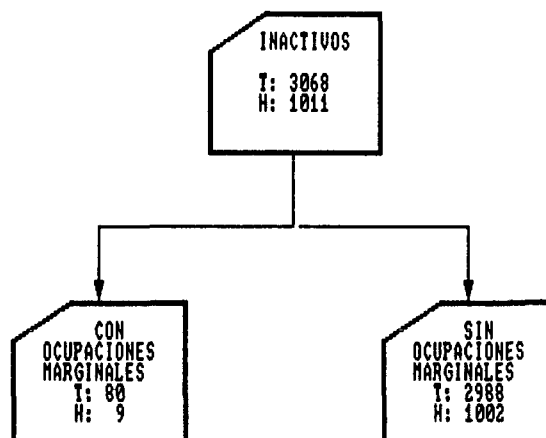 INACTIVOS
T: 3068
H: 1011
CON
OCUPACIONES
MARGINALES
T: 80
H: 9
SIN
OCUPACIONES
MARGINALES
T: 2988
H: 1002